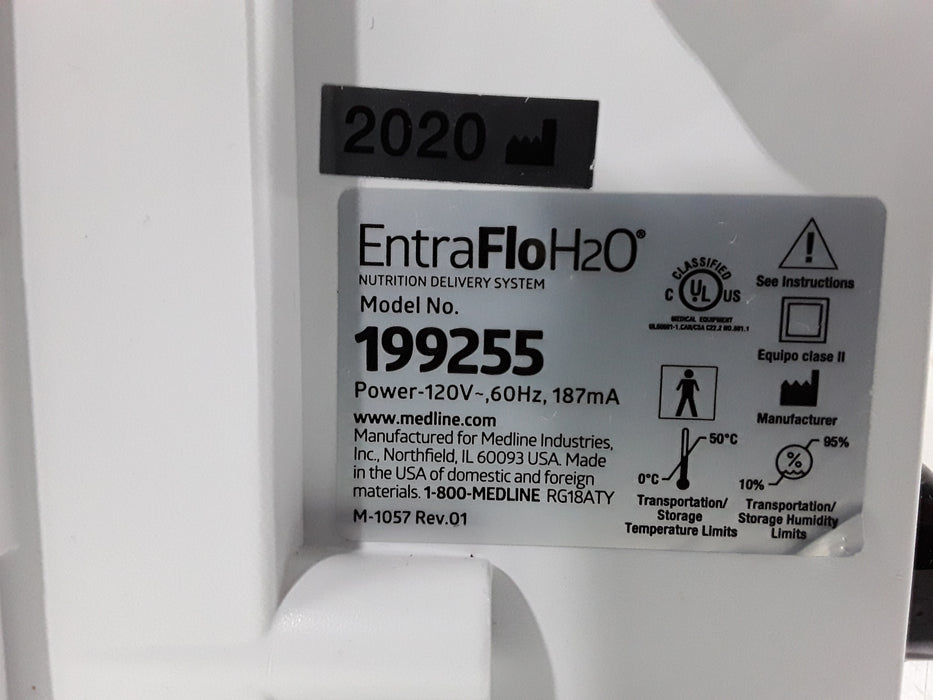 2020
EntraFloH2O®
NUTRITION DELIVERY SYSTEM
Model No.
199255
Power-120V~,60Hz, 187mA
www.medline.com
Manufactured for Medline Industries,
Inc., Northfield, IL 60093 USA. Made
in the USA of domestic and foreign
materials. 1-800-MEDLINE RG18ATY
M-1057 Rev.01
CLASSIFIED
C UL US
MEDICAL EQUIPMENT
See Instructions
Equipo clase II
Manufacturer
50°C
0°C
Transportation/
Storage
Temperature Limits
95%
%
10%
Transportation/
Storage Humidity
Limits